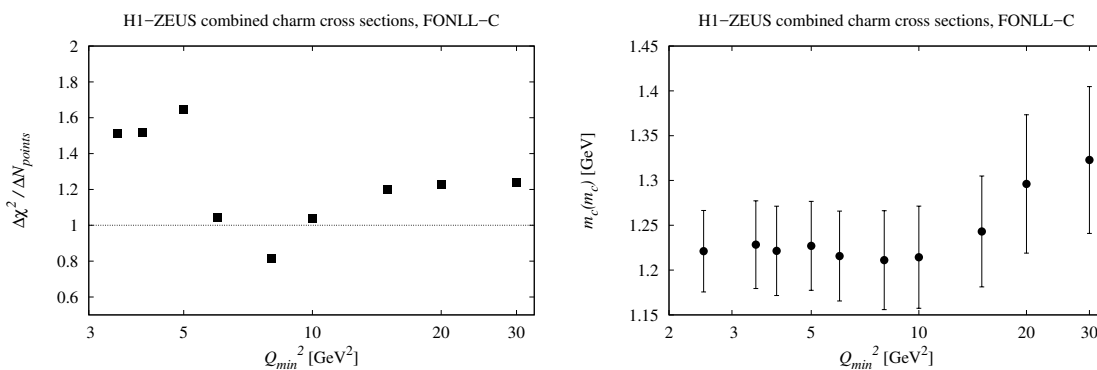 H1−ZEUS combined charm cross sections, FONLL−C
Δχ² / ΔN_points
2
1.8
1.6
1.4
1.2
1
0.8
0.6
3 5 10 20 30
Q_min² [GeV²]
H1−ZEUS combined charm cross sections, FONLL−C
m_c(m_c) [GeV]
1.45
1.4
1.35
1.3
1.25
1.2
1.15
2 3 5 10 20 30
Q_min² [GeV²]